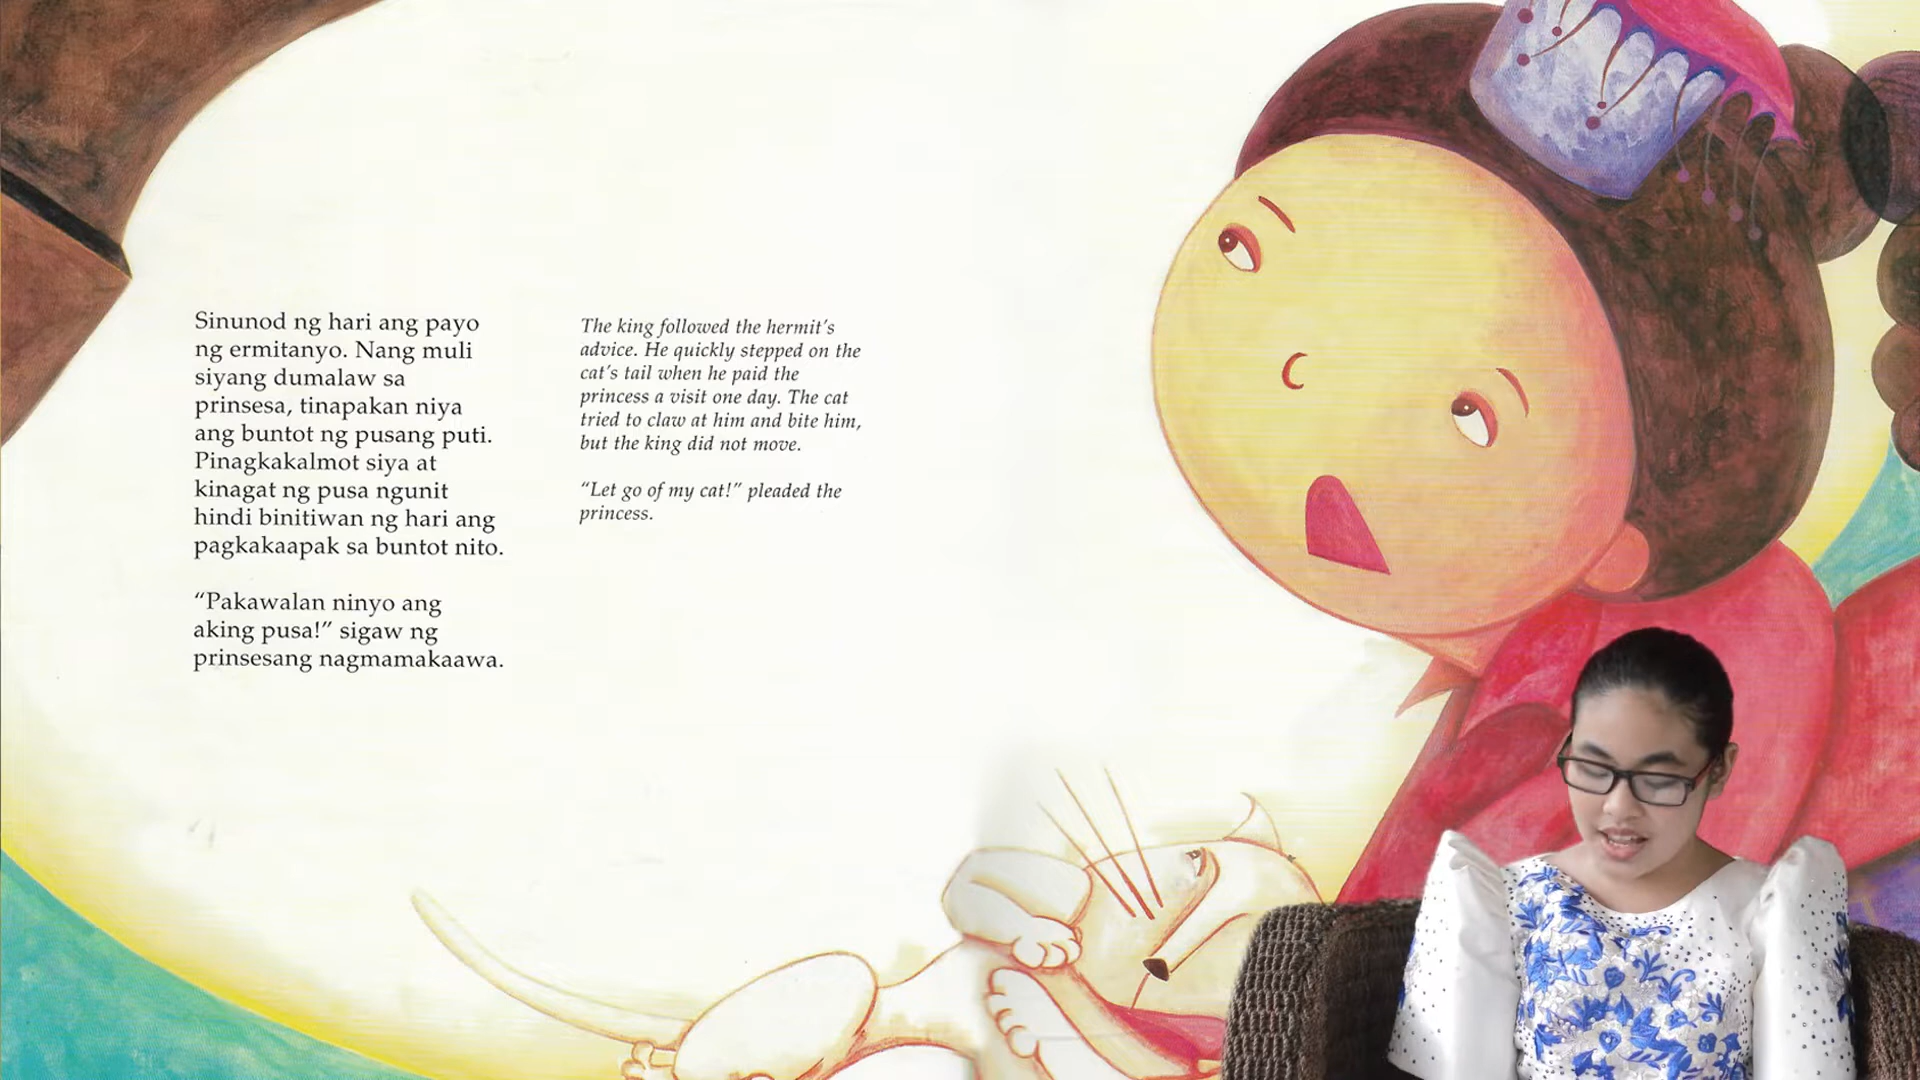 Sinunod ng hari ang payo
ng ermitanyo. Nang muli
siyang dumalaw sa
prinsesa, tinapakan niya
ang buntot ng pusang puti.
Pinagkakalmot siya at
kinagat ng pusa ngunit
hindi binitiwan ng hari ang
pagkakaapak sa buntot nito.
“Pakawalan ninyo ang
aking pusa!” sigaw ng
prinsesang nagmamakaawa.
The king followed the hermit’s
advice. He quickly stepped on the
cat’s tail when he paid the
princess a visit one day. The cat
tried to claw at him and bite him,
but the king did not move.
“Let go of my cat!” pleaded the
princess.